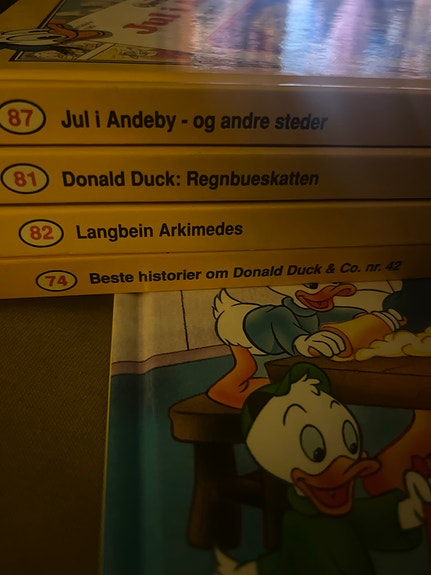 Jul i
87 Jul i Andeby - og andre steder
81 Donald Duck: Regnbueskatten
82 Langbein Arkimedes
74 Beste historier om Donald Duck & Co. nr. 42